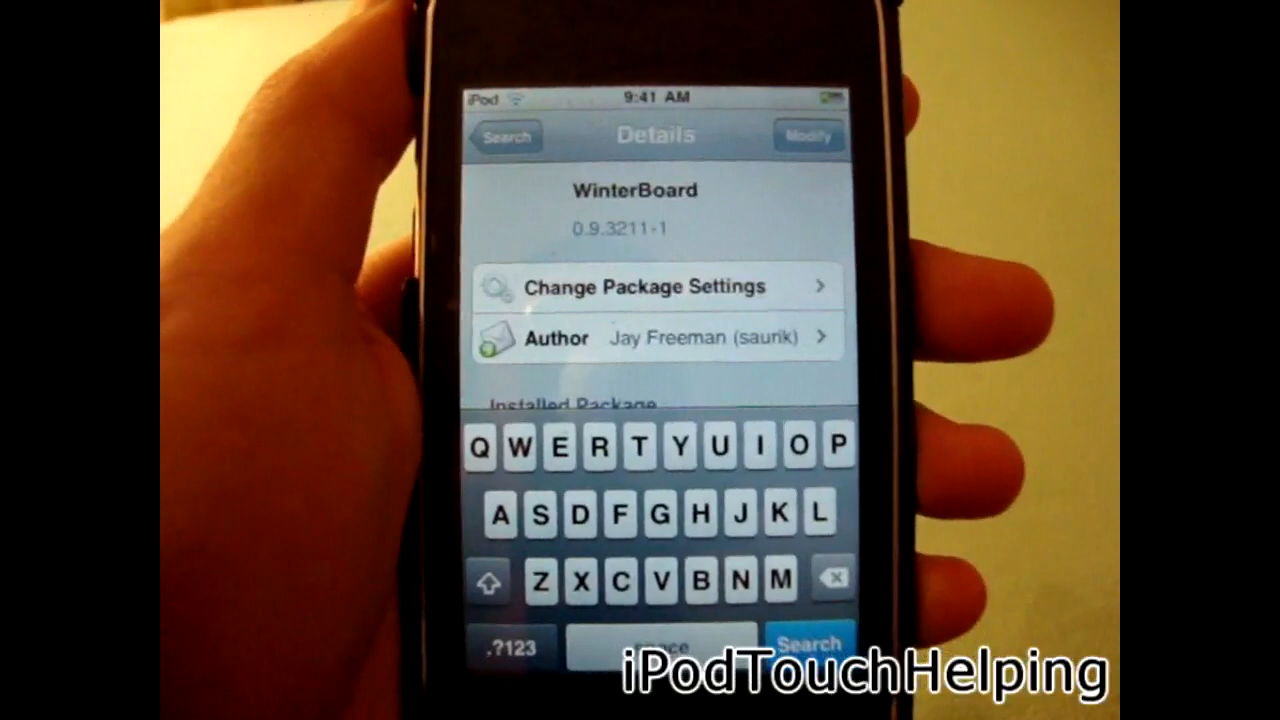 iPod 9:41 AM
Search Details Modify
WinterBoard
0.9.3211-1
Change Package Settings
Author Jay Freeman (saurik)
Installed Package
Q W E R T Y U I O P
A S D F G H J K L
Z X C V B N M
.?123 space Search
iPodTouchHelping